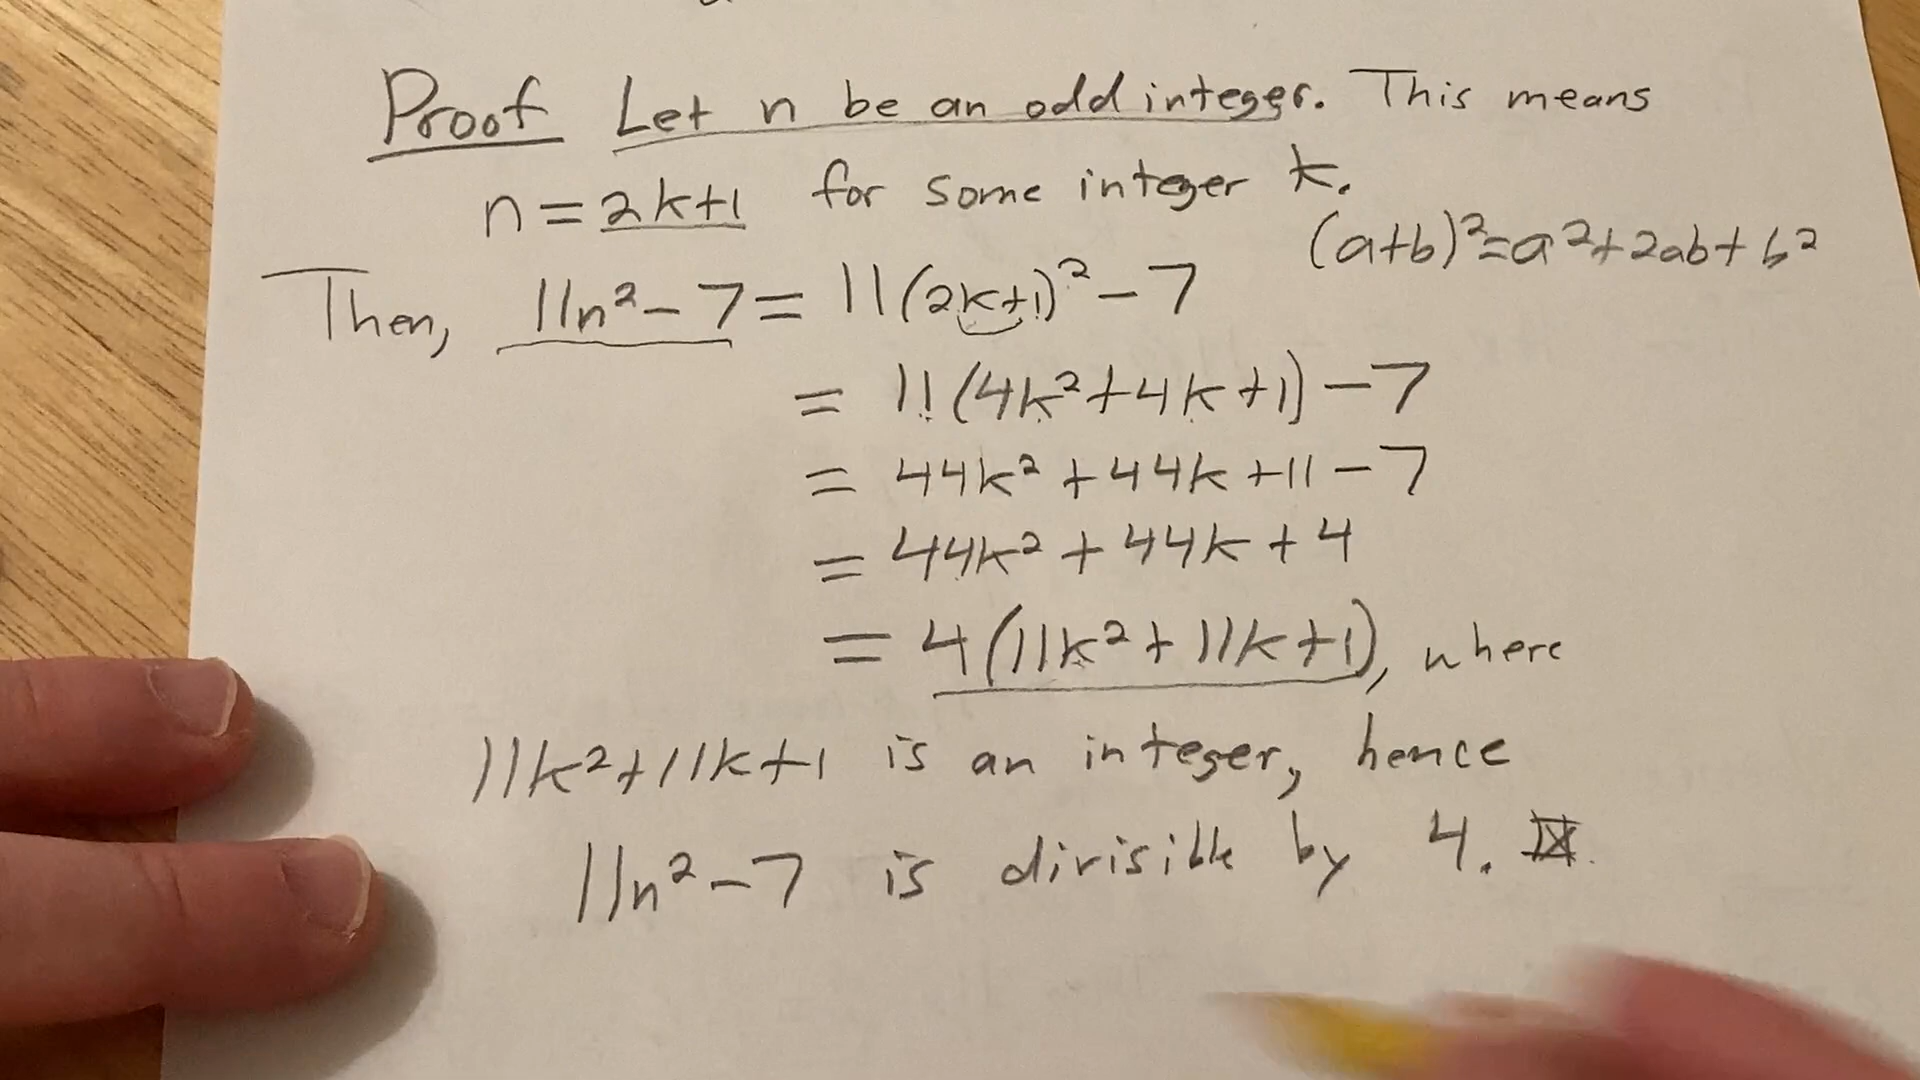 Proof Let n be an odd integer. This means
n = 2k+1 for some integer k.
(a+b)²=a²+2ab+b²
Then, 11n² - 7 = 11(2k+1)² - 7
= 11(4k²+4k+1) - 7
= 44k² + 44k + 11 - 7
= 44k² + 44k + 4
= 4(11k² + 11k + 1), where
11k²+11k+1 is an integer, hence
11n² - 7 is divisible by 4.